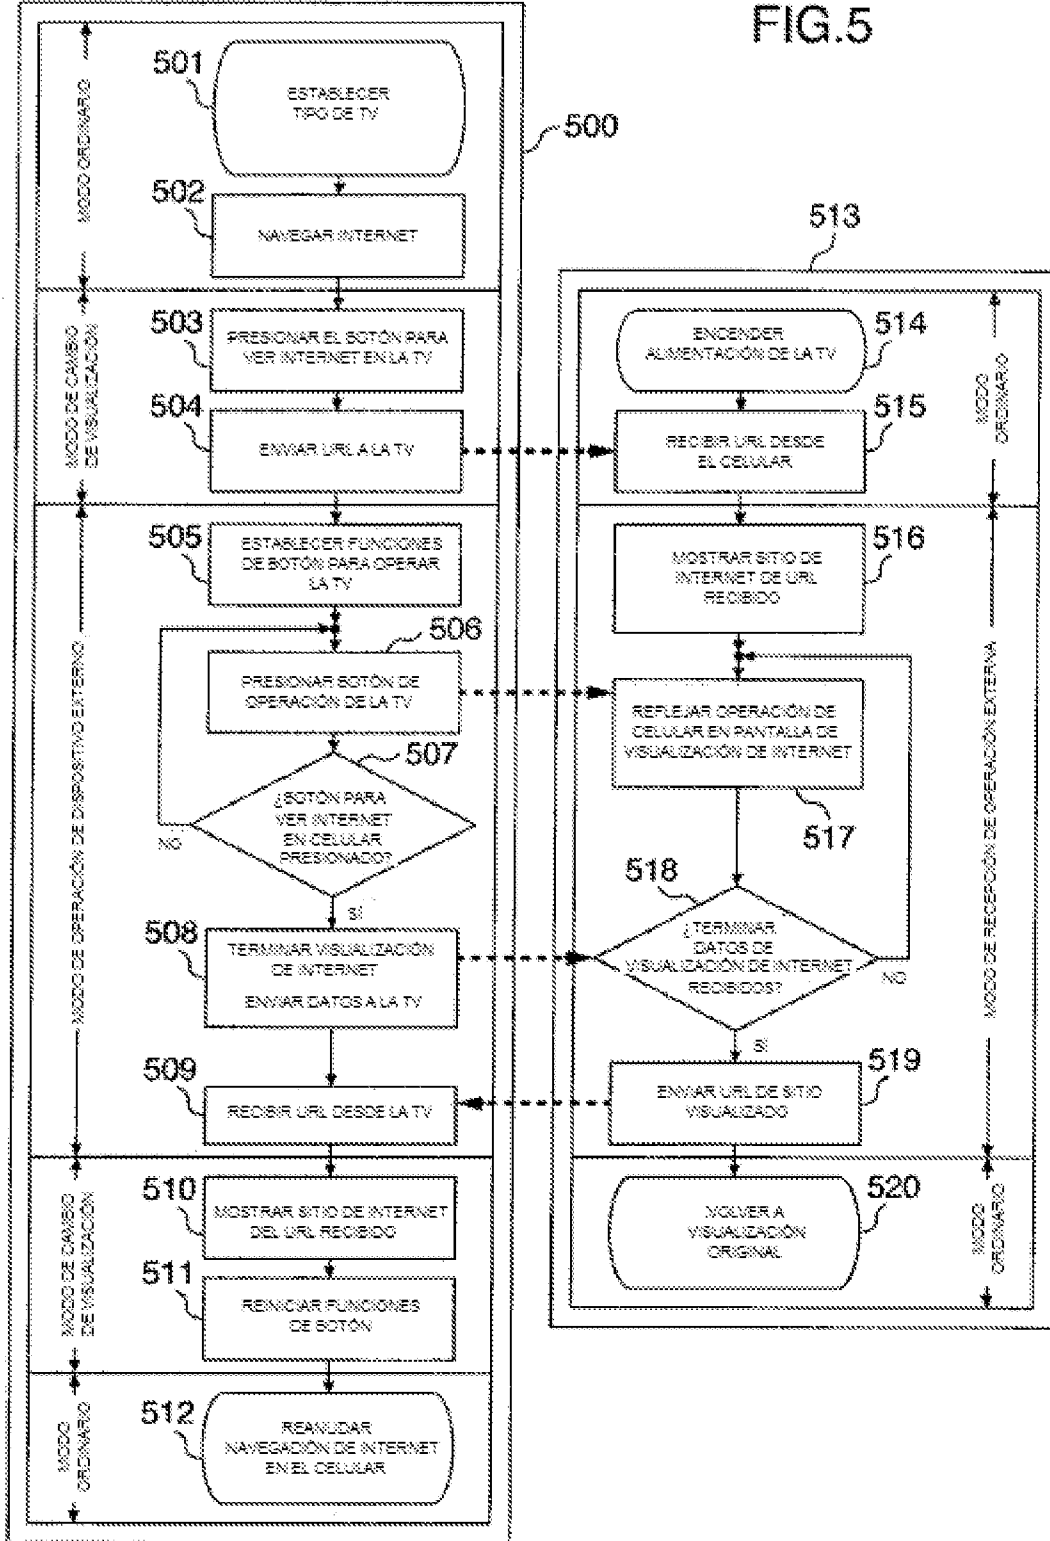 FIG.5
500
MODO ORDINARIO
501
ESTABLECER
TIPO DE TV
502
NAVEGAR INTERNET
MODO DE CAMBIO
DE VISUALIZACIÓN
503
PRESIONAR EL BOTÓN PARA
VER INTERNET EN LA TV
504
ENVIAR URL A LA TV
MODO DE OPERACIÓN DE DISPOSITIVO EXTERNO
505
ESTABLECER FUNCIONES
DE BOTÓN PARA OPERAR
LA TV
506
PRESIONAR BOTÓN DE
OPERACIÓN DE LA TV
507
¿BOTÓN PARA
VER INTERNET
EN CELULAR
PRESIONADO?
NO
SÍ
508
TERMINAR VISUALIZACIÓN
DE INTERNET
ENVIAR DATOS A LA TV
509
RECIBIR URL DESDE LA TV
MODO DE CAMBIO
DE VISUALIZACIÓN
510
MOSTRAR SITIO DE INTERNET
DEL URL RECIBIDO
511
REINICIAR FUNCIONES
DE BOTÓN
MODO
ORDINARIO
512
REANUDAR
NAVEGACIÓN DE INTERNET
EN EL CELULAR
513
514
ENCENDER
ALIMENTACIÓN DE LA TV
MODO
ORDINARIO
515
RECIBIR URL DESDE
EL CELULAR
516
MOSTRAR SITIO DE
INTERNET DE URL
RECIBIDO
MODO DE RECEPCIÓN DE OPERACIÓN EXTERNA
REFLEJAR OPERACIÓN DE
CELULAR EN PANTALLA DE
VISUALIZACIÓN DE INTERNET
517
518
¿TERMINAR
DATOS DE
VISUALIZACIÓN DE INTERNET
RECIBIDOS?
NO
SÍ
519
ENVIAR URL DE SITIO
VISUALIZADO
520
VOLVER A
VISUALIZACIÓN
ORIGINAL
MODO
ORDINARIO